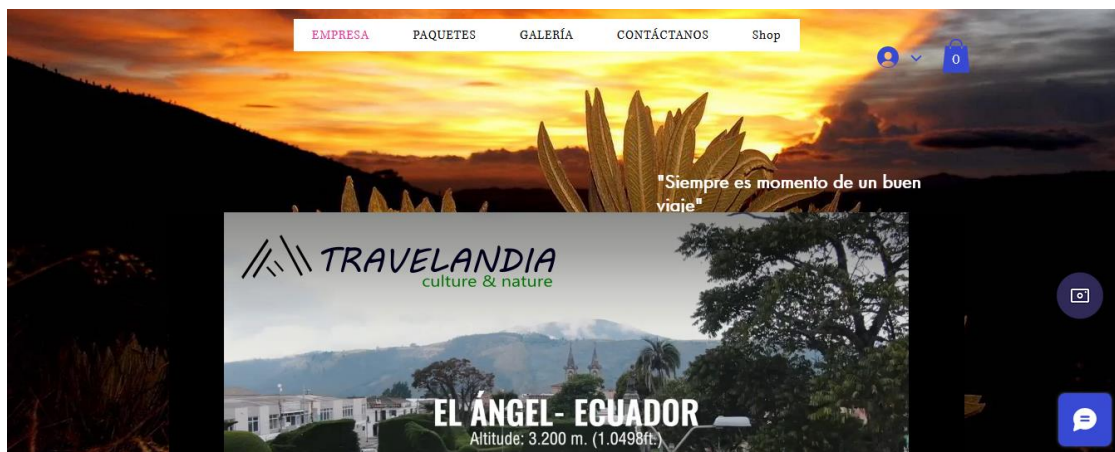 EMPRESA PAQUETES GALERÍA CONTÁCTANOS Shop
0
"Siempre es momento de un buen
viaje"
TRAVELANDIA
culture & nature
EL ÁNGEL- ECUADOR
Altitude: 3.200 m. (1.0498ft.)